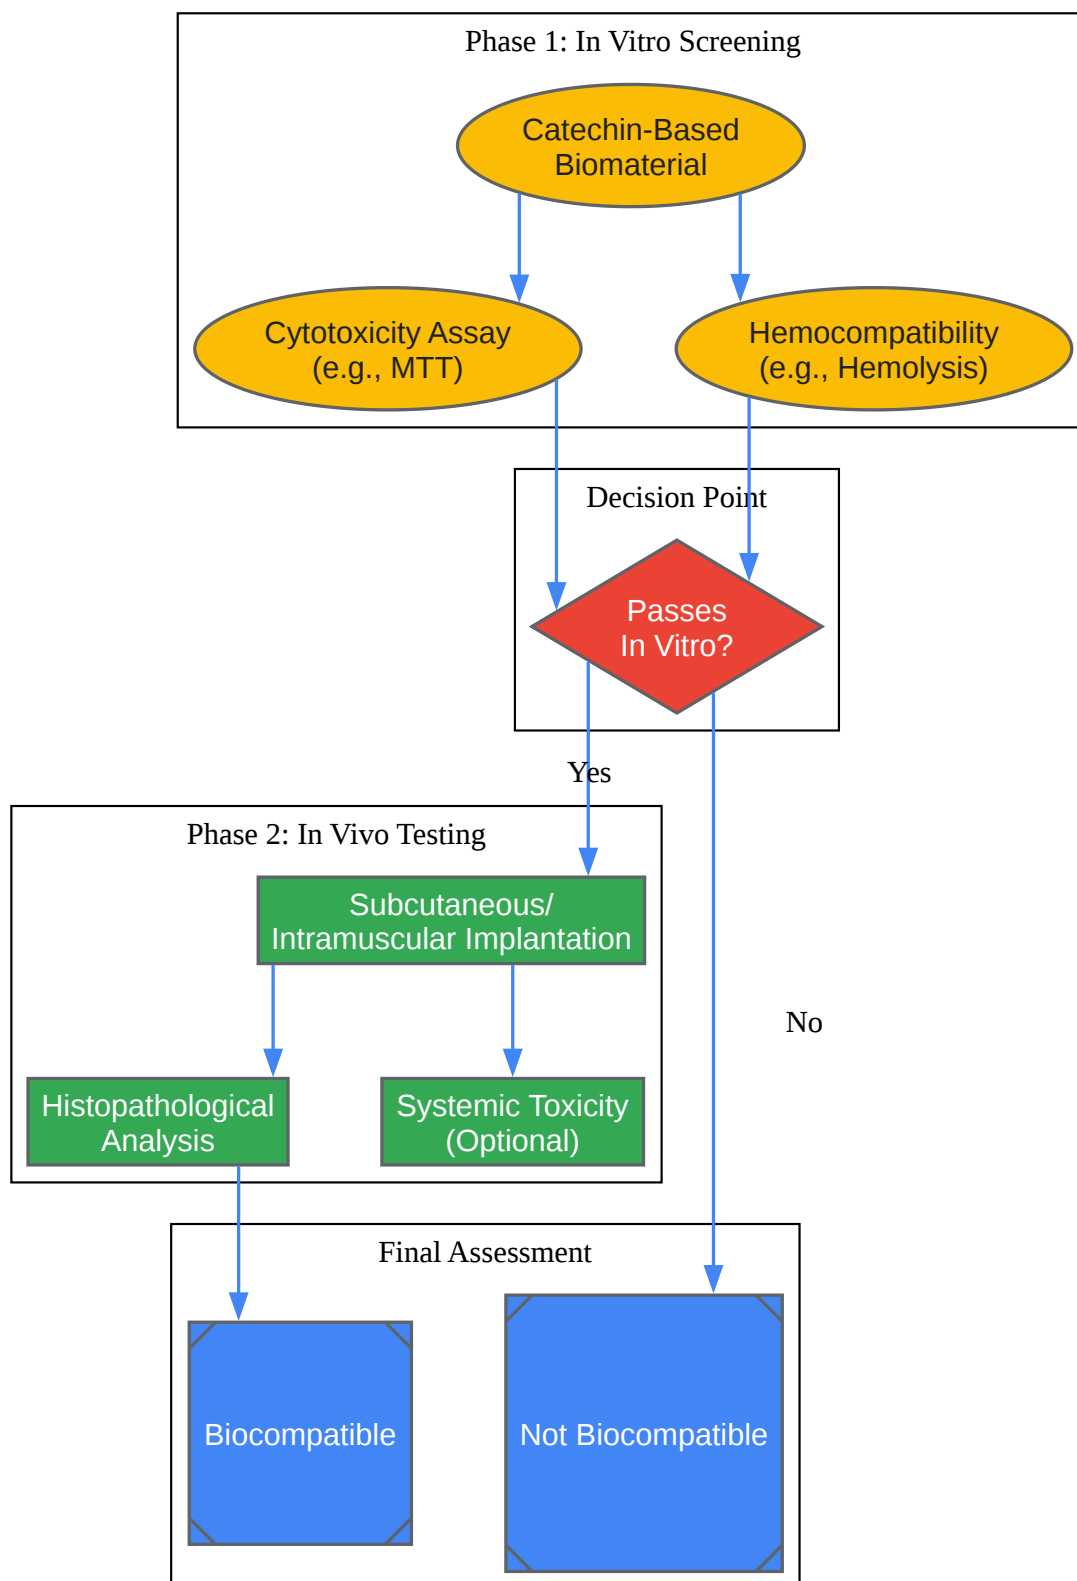 Phase 1: In Vitro Screening
Catechin-Based
Biomaterial
Cytotoxicity Assay
(e.g., MTT)
Hemocompatibility
(e.g., Hemolysis)
Decision Point
Passes
In Vitro?
Yes
Phase 2: In Vivo Testing
Subcutaneous/
Intramuscular Implantation
No
Histopathological
Analysis
Systemic Toxicity
(Optional)
Final Assessment
Biocompatible
Not Biocompatible